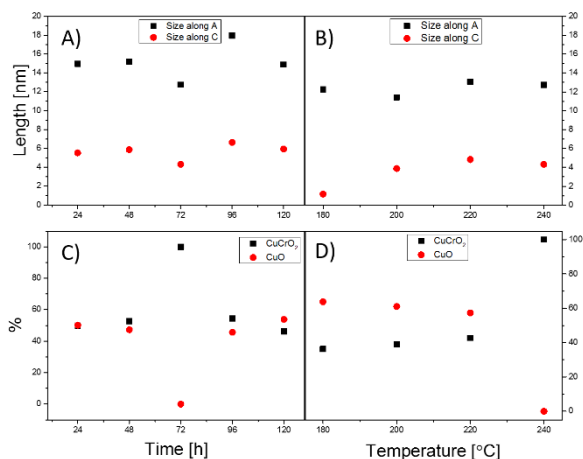 A)
Size along A
Size along C
B)
Size along A
Size along C
Length [nm]
20
18
16
14
12
10
8
6
4
2
0
20
18
16
14
12
10
8
6
4
2
0
24 48 72 96 120
180 200 220 240
C)
CuCrO₂
CuO
D)
CuCrO₂
CuO
%
100
80
60
40
20
0
100
80
60
40
20
0
24 48 72 96 120
180 200 220 240
Time [h]
Temperature [°C]